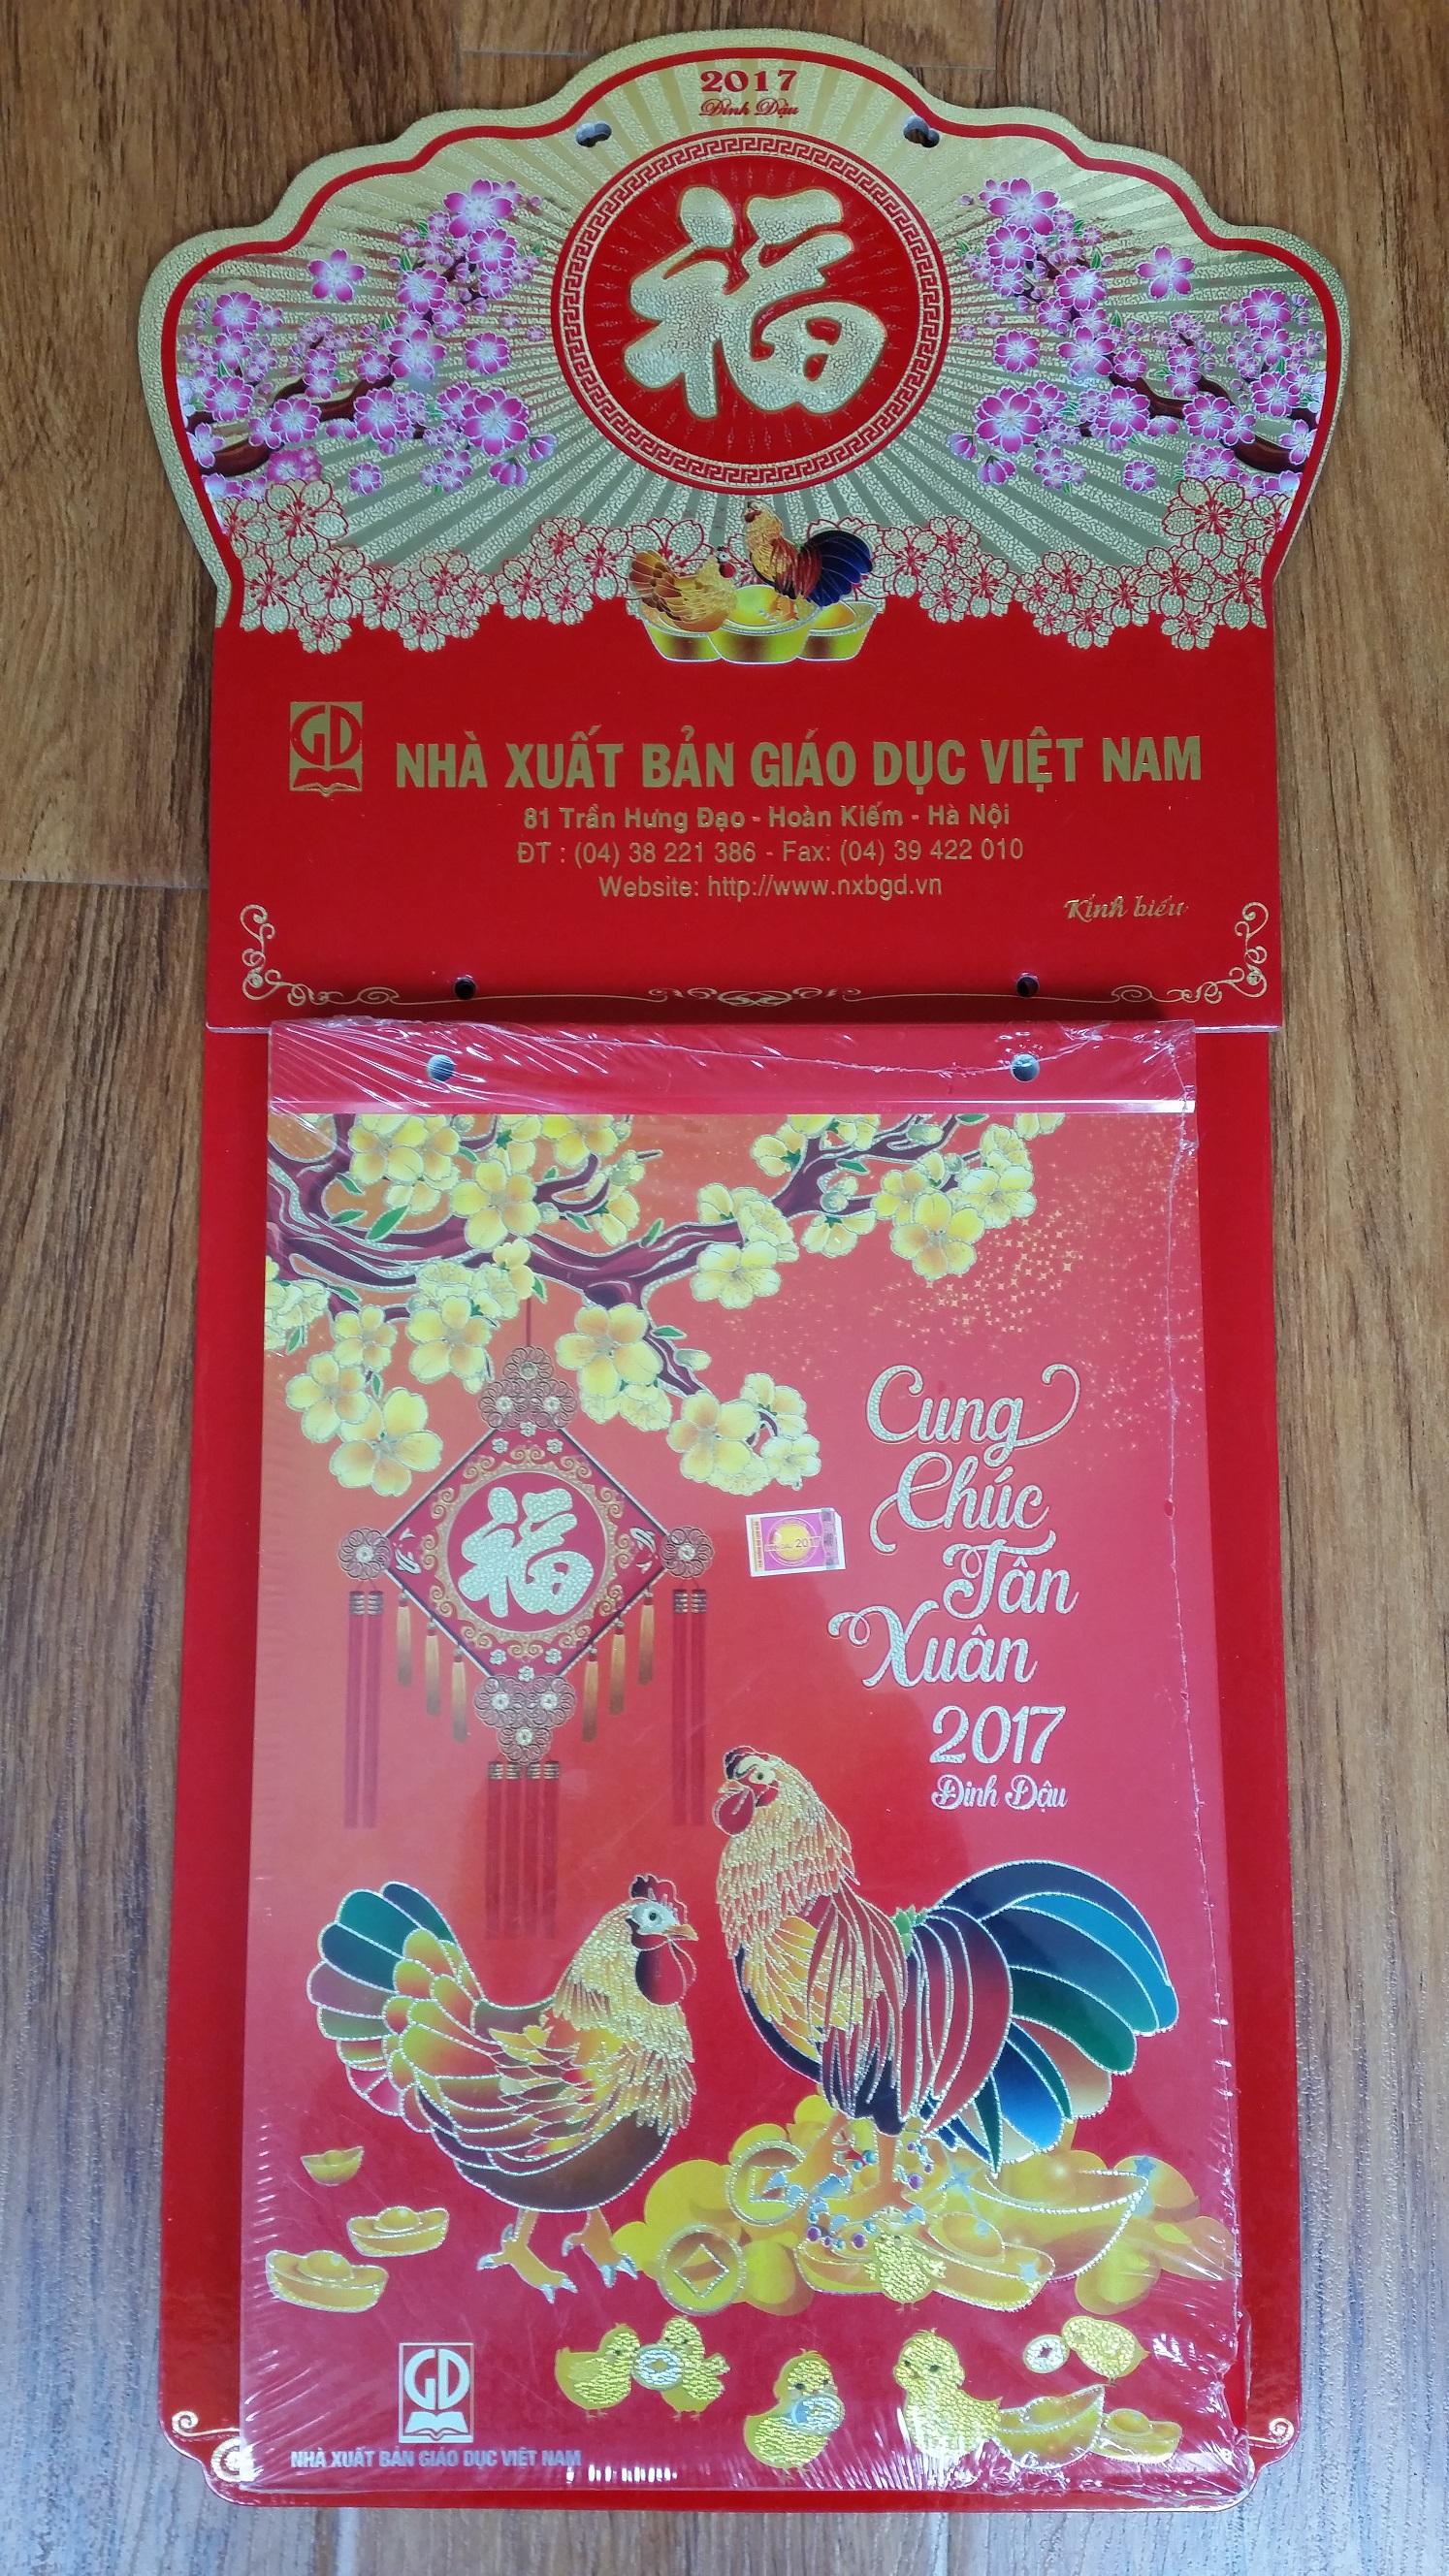 2017
Đinh Dậu
福
GD
NHÀ XUẤT BẢN GIÁO DỤC VIỆT NAM
81 Trần Hưng Đạo - Hoàn Kiếm - Hà Nội
ĐT : (04) 38 221 386 - Fax: (04) 39 422 010
Website: http://www.nxbgd.vn
Kính biếu
Cung
Chúc
福
2017
Tân
Xuân
2017
Đinh Dậu
GD
NHÀ XUẤT BẢN GIÁO DỤC VIỆT NAM